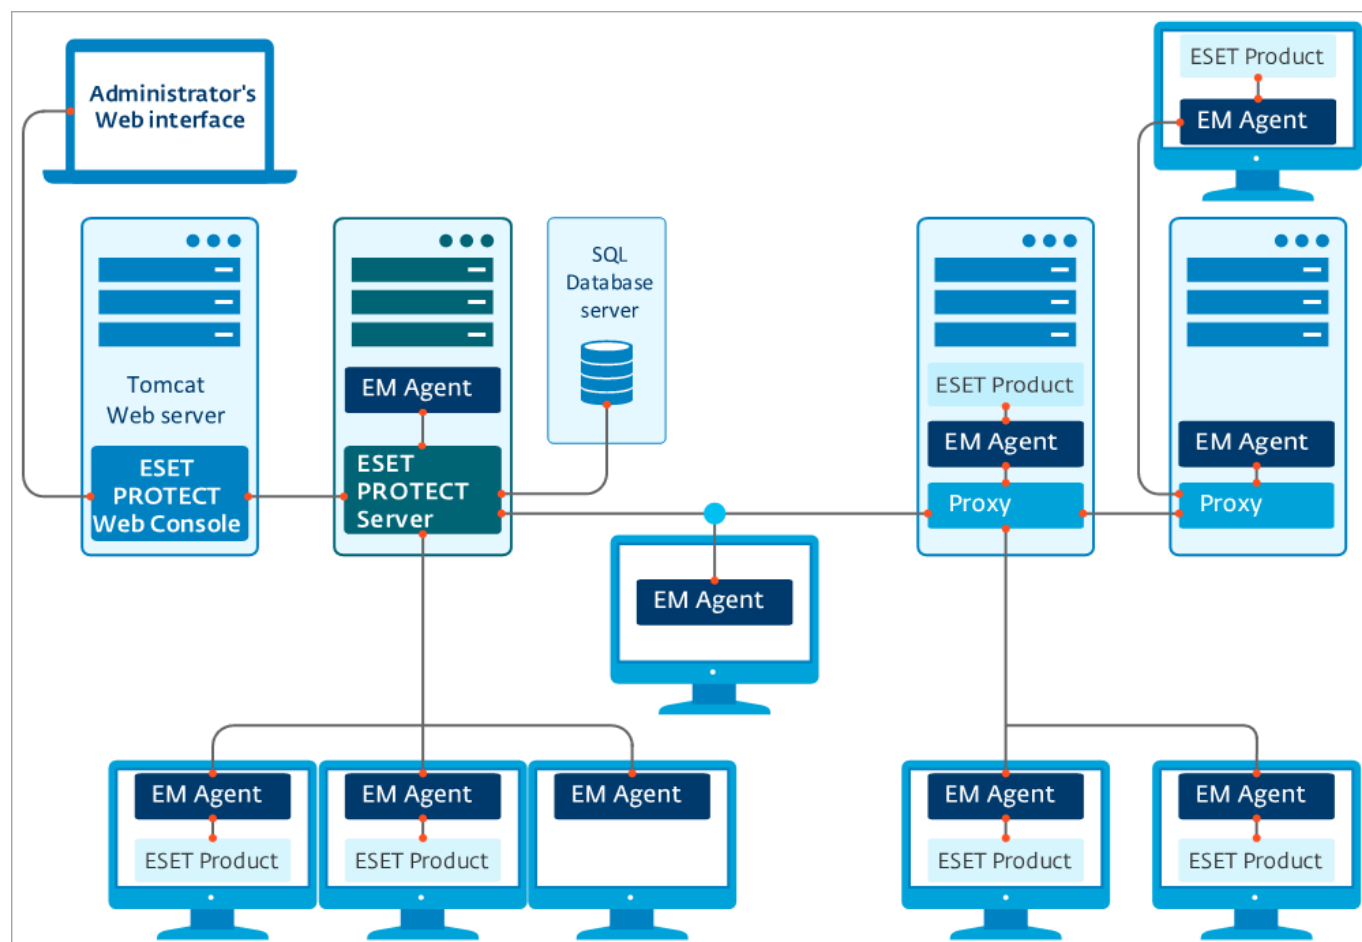 Administrator's
Web interface
ESET Product
EM Agent
Tomcat
Web server
ESET
PROTECT
Web Console
EM Agent
ESET
PROTECT
Server
SQL
Database
server
ESET Product
EM Agent
Proxy
EM Agent
Proxy
EM Agent
EM Agent
ESET Product
EM Agent
ESET Product
EM Agent
EM Agent
ESET Product
EM Agent
ESET Product